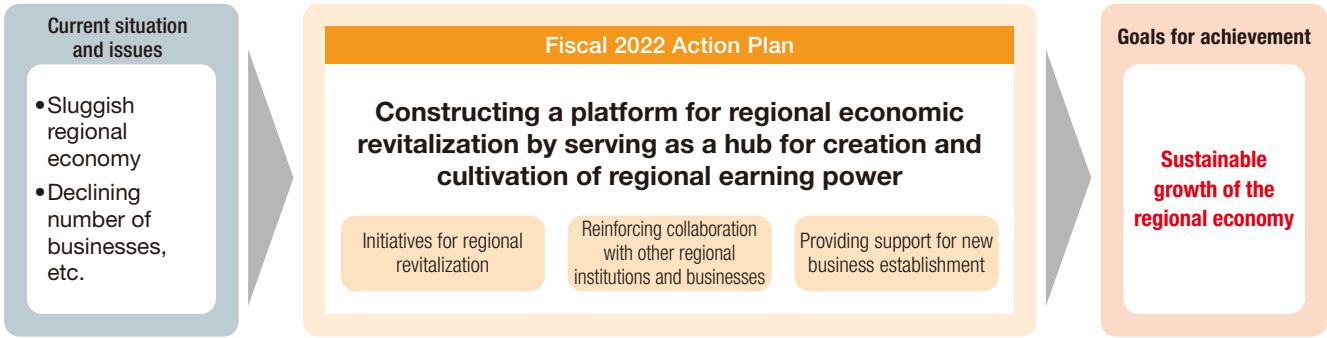 Current situation
and issues
•Sluggish
regional
economy
•Declining
number of
businesses,
etc.
Fiscal 2022 Action Plan
Constructing a platform for regional economic
revitalization by serving as a hub for creation and
cultivation of regional earning power
Initiatives for regional
revitalization
Reinforcing collaboration
with other regional
institutions and businesses
Providing support for new
business establishment
Goals for achievement
Sustainable
growth of the
regional economy